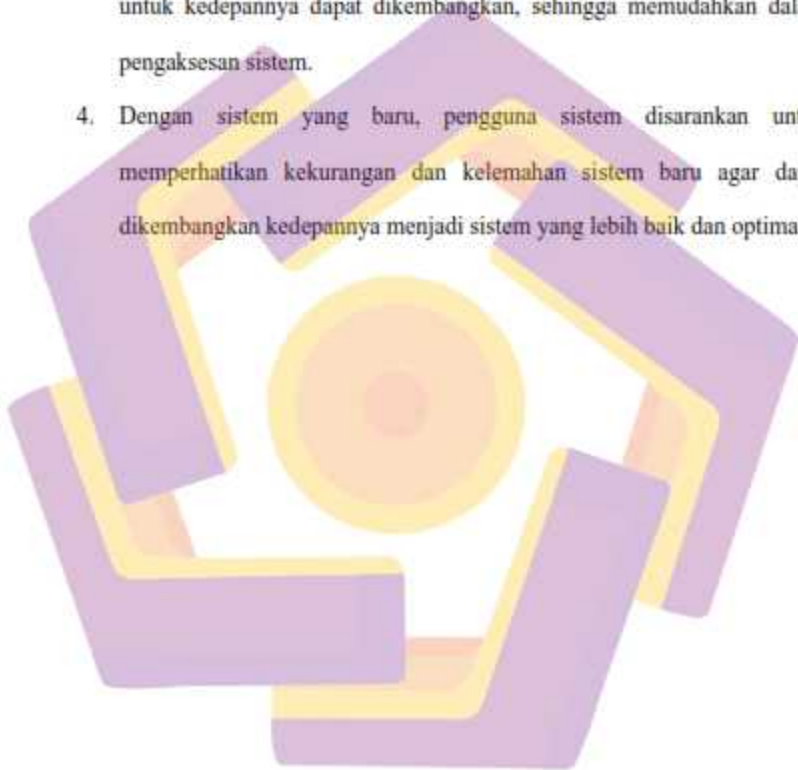 untuk kedepannya dapat dikembangkan, sehingga memudahkan dal
pengaksesan sistem.
4. Dengan sistem yang baru, pengguna sistem disarankan unt
memperhatikan kekurangan dan kelemahan sistem baru agar da
dikembangkan kedepannya menjadi sistem yang lebih baik dan optima